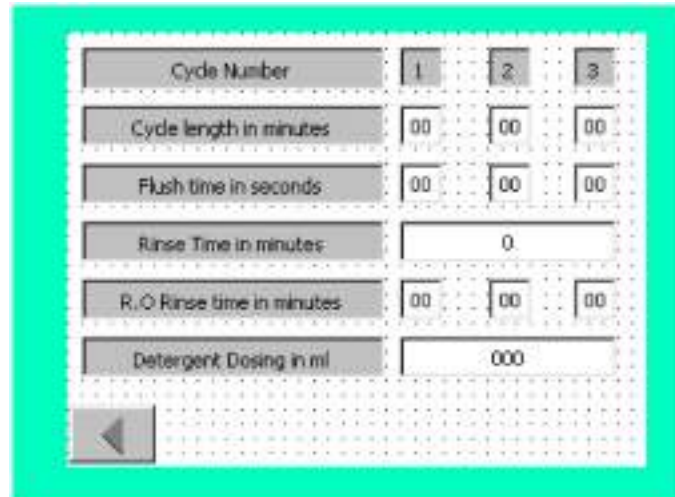 Cycle Number 1 2 3
Cycle length in minutes 00 00 00
Flush time in seconds 00 00 00
Rinse Time in minutes 0
R.O Rinse time in minutes 00 00 00
Detergent Dosing in ml 000